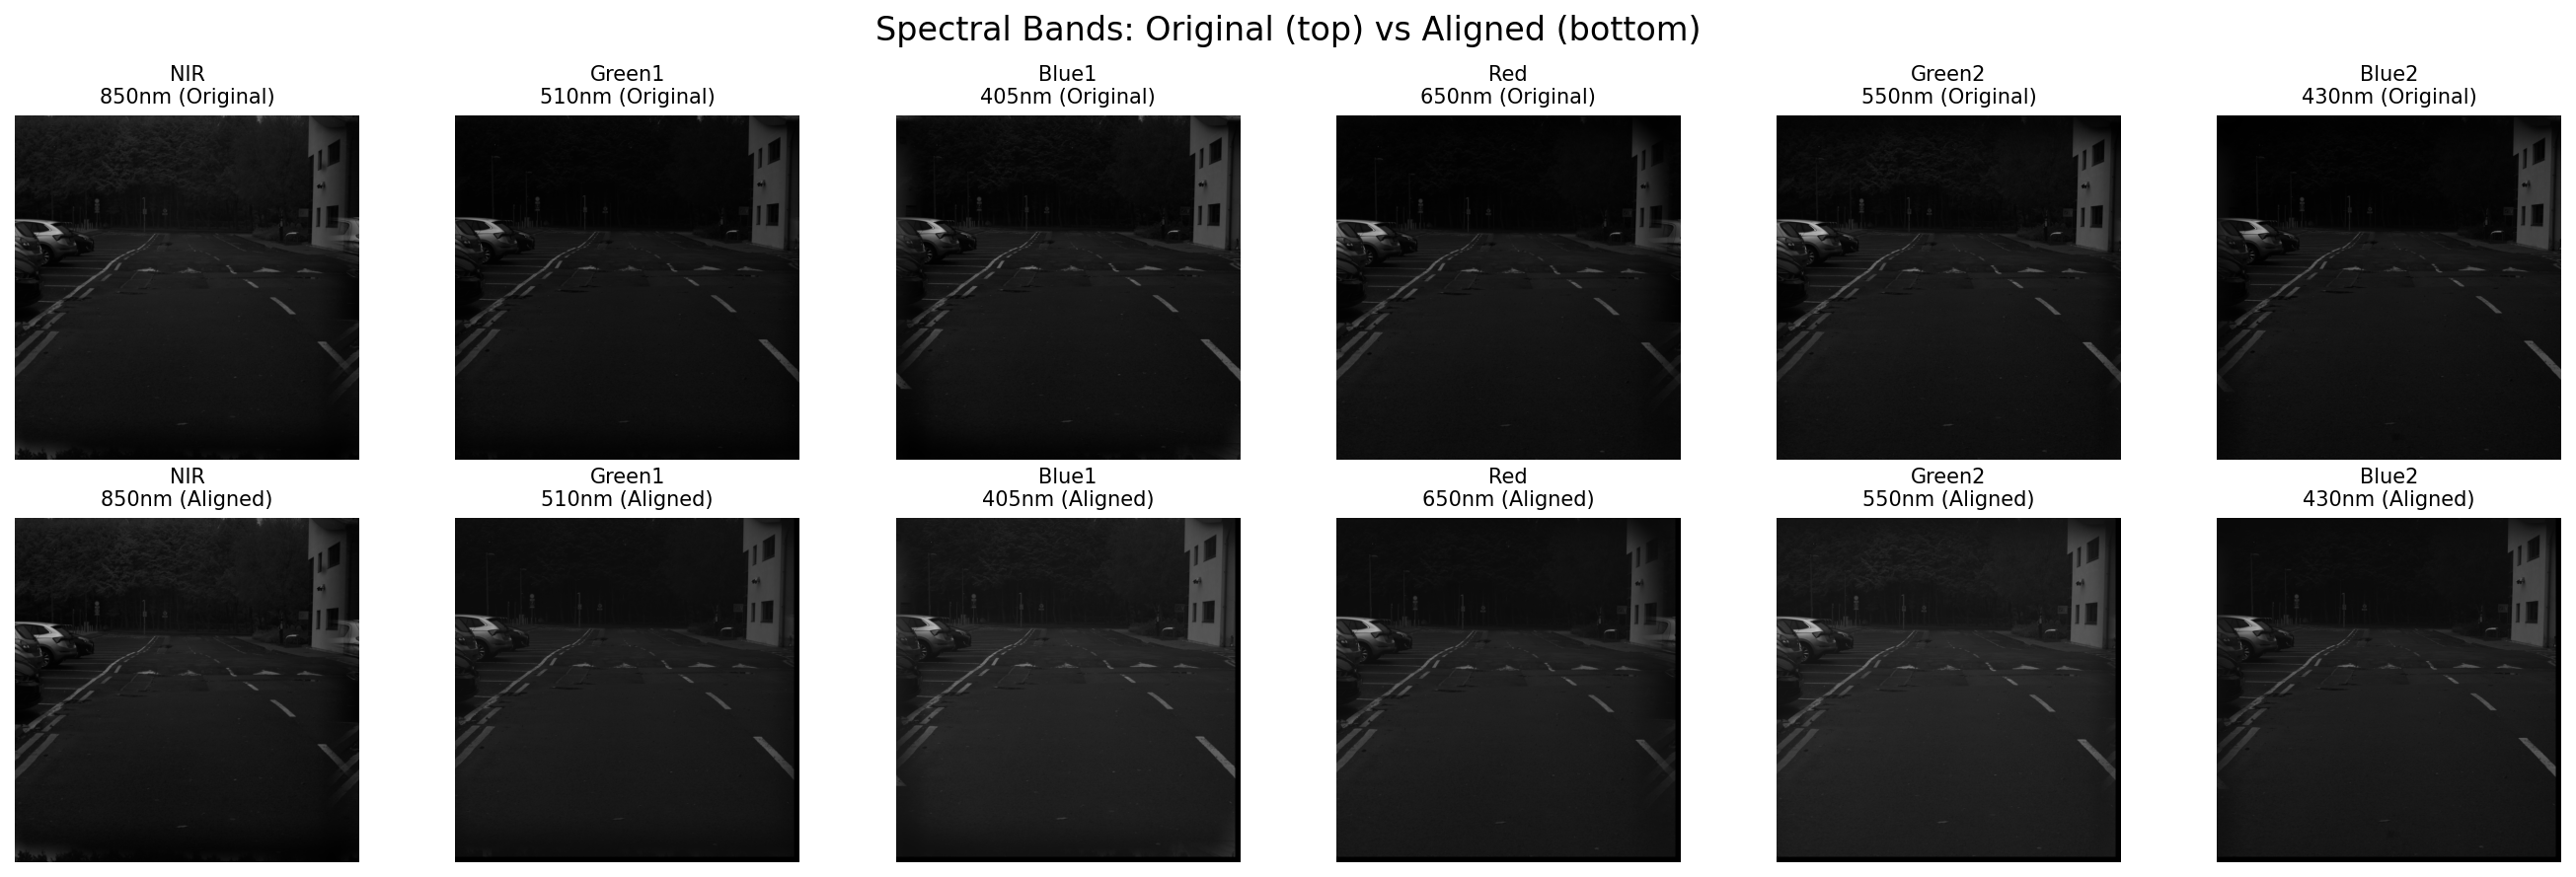 Spectral Bands: Original (top) vs Aligned (bottom)
NIR
850nm (Original)
Green1
510nm (Original)
Blue1
405nm (Original)
Red
650nm (Original)
Green2
550nm (Original)
Blue2
430nm (Original)
NIR
850nm (Aligned)
Green1
510nm (Aligned)
Blue1
405nm (Aligned)
Red
650nm (Aligned)
Green2
550nm (Aligned)
Blue2
430nm (Aligned)